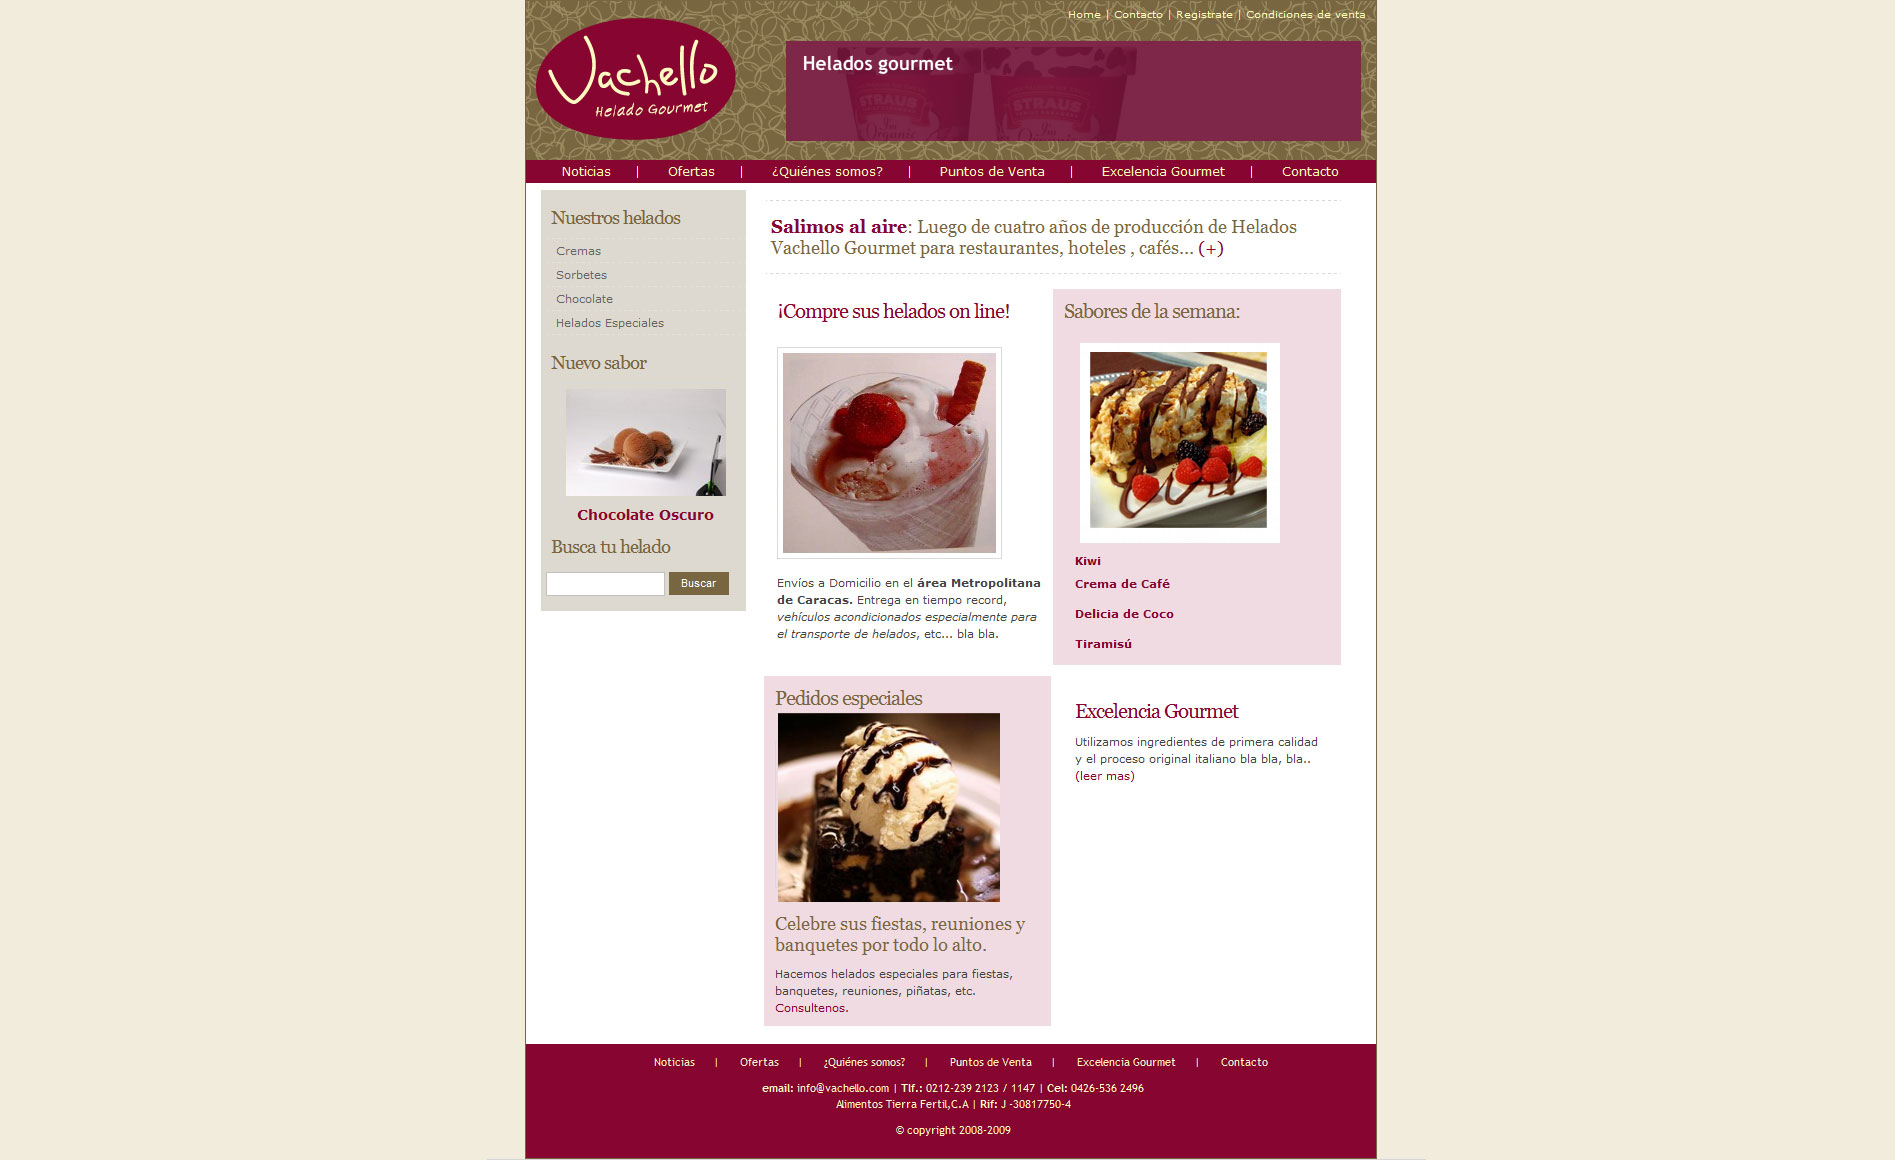 Home | Contacto | Registrate | Condiciones de venta
Vachello
Helado Gourmet
Helados gourmet
STRAUS
STRAUS
I'm
Organic
I'm
Noticias | Ofertas | ¿Quiénes somos? | Puntos de Venta | Excelencia Gourmet | Contacto
Nuestros helados
Cremas
Sorbetes
Chocolate
Helados Especiales
Nuevo sabor
Chocolate Oscuro
Busca tu helado
Buscar
Salimos al aire: Luego de cuatro años de producción de Helados
Vachello Gourmet para restaurantes, hoteles , cafés... (+)
¡Compre sus helados on line!
Envíos a Domicilio en el área Metropolitana
de Caracas. Entrega en tiempo record,
vehículos acondicionados especialmente para
el transporte de helados, etc... bla bla.
Sabores de la semana:
Kiwi
Crema de Café
Delicia de Coco
Tiramisú
Pedidos especiales
Celebre sus fiestas, reuniones y
banquetes por todo lo alto.
Hacemos helados especiales para fiestas,
banquetes, reuniones, piñatas, etc.
Consultenos.
Excelencia Gourmet
Utilizamos ingredientes de primera calidad
y el proceso original italiano bla bla, bla..
(leer mas)
Noticias | Ofertas | ¿Quiénes somos? | Puntos de Venta | Excelencia Gourmet | Contacto
email: info@vachello.com | Tlf.: 0212-239 2123 / 1147 | Cel: 0426-536 2496
Alimentos Tierra Fertil,C.A | Rif: J -30817750-4
© copyright 2008-2009